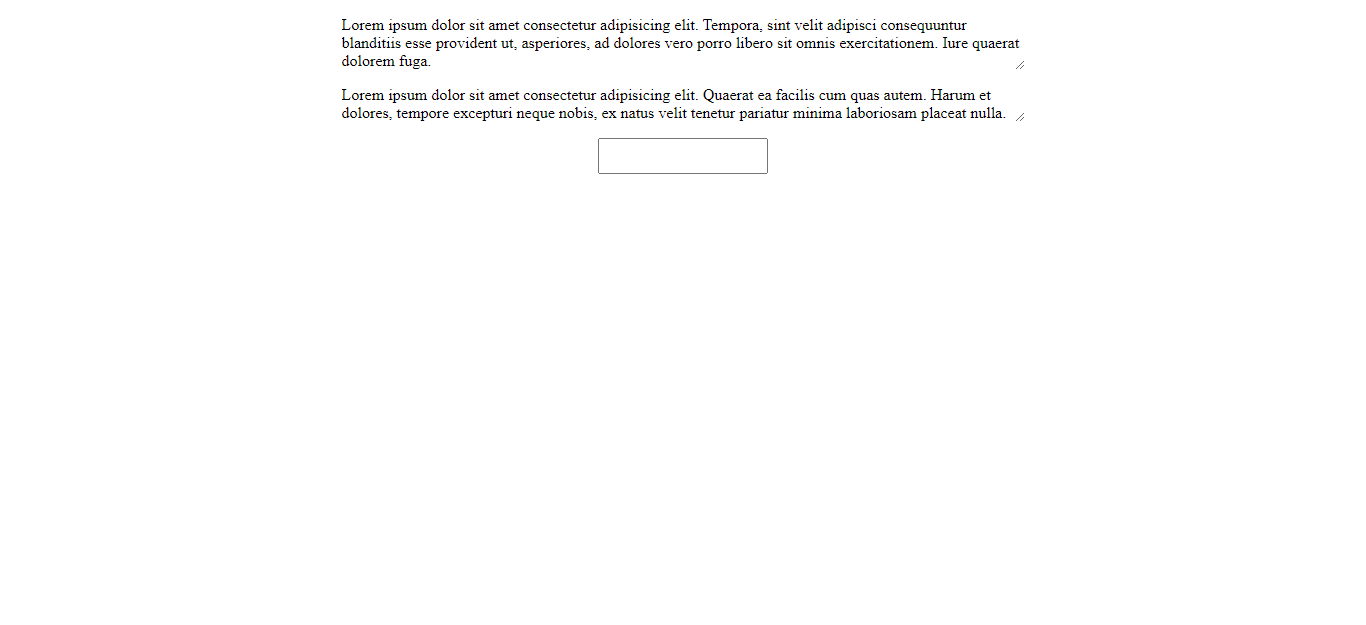 Lorem ipsum dolor sit amet consectetur adipisicing elit. Tempora, sint velit adipisci consequuntur
blanditiis esse provident ut, asperiores, ad dolores vero porro libero sit omnis exercitationem. Iure quaerat
dolorem fuga.
Lorem ipsum dolor sit amet consectetur adipisicing elit. Quaerat ea facilis cum quas autem. Harum et
dolores, tempore excepturi neque nobis, ex natus velit tenetur pariatur minima laboriosam placeat nulla.